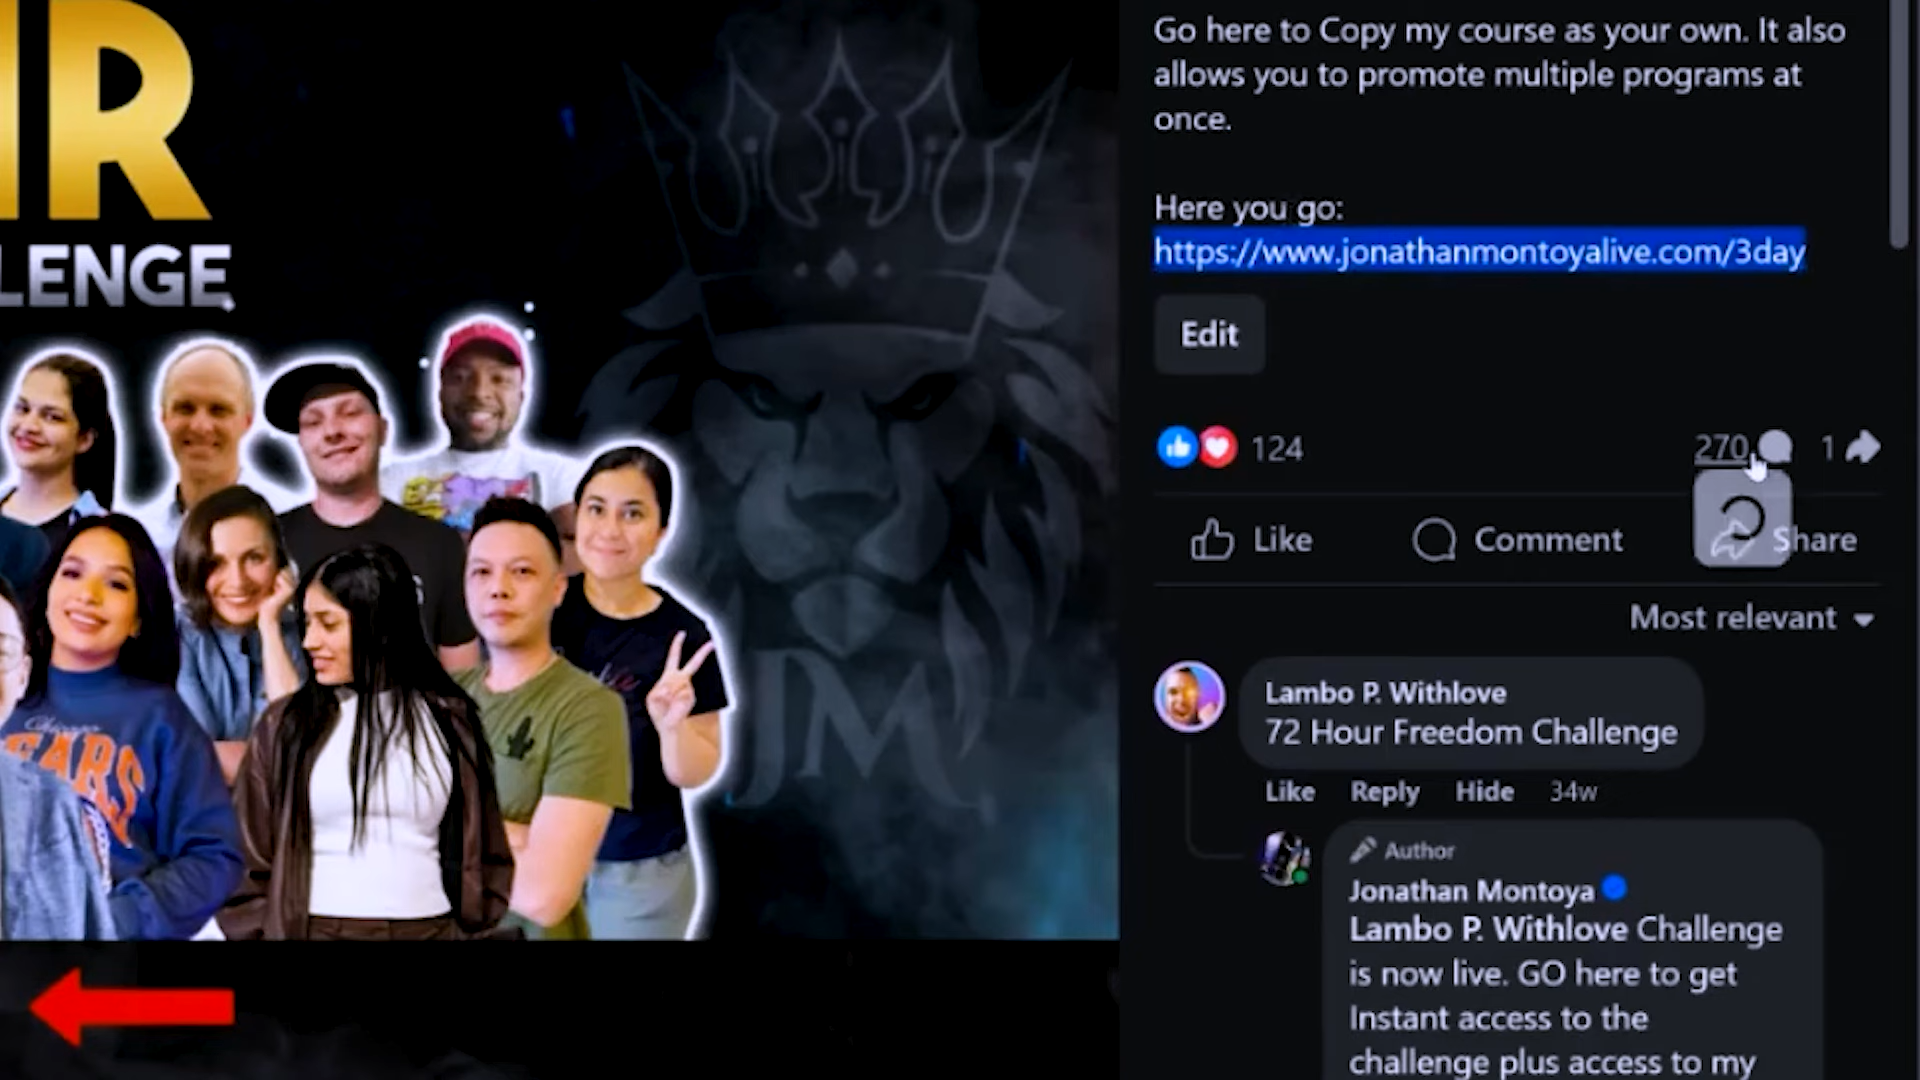 HR
LENGE
JM
Go here to Copy my course as your own. It also
allows you to promote multiple programs at
once.
Here you go:
https://www.jonathanmontoyalive.com/3day
Edit
124
270
1
Like
Comment
Share
Most relevant
Lambo P. Withlove
72 Hour Freedom Challenge
Like Reply Hide 34w
Author
Jonathan Montoya
Lambo P. Withlove Challenge
is now live. GO here to get
Instant access to the
challenge plus access to my